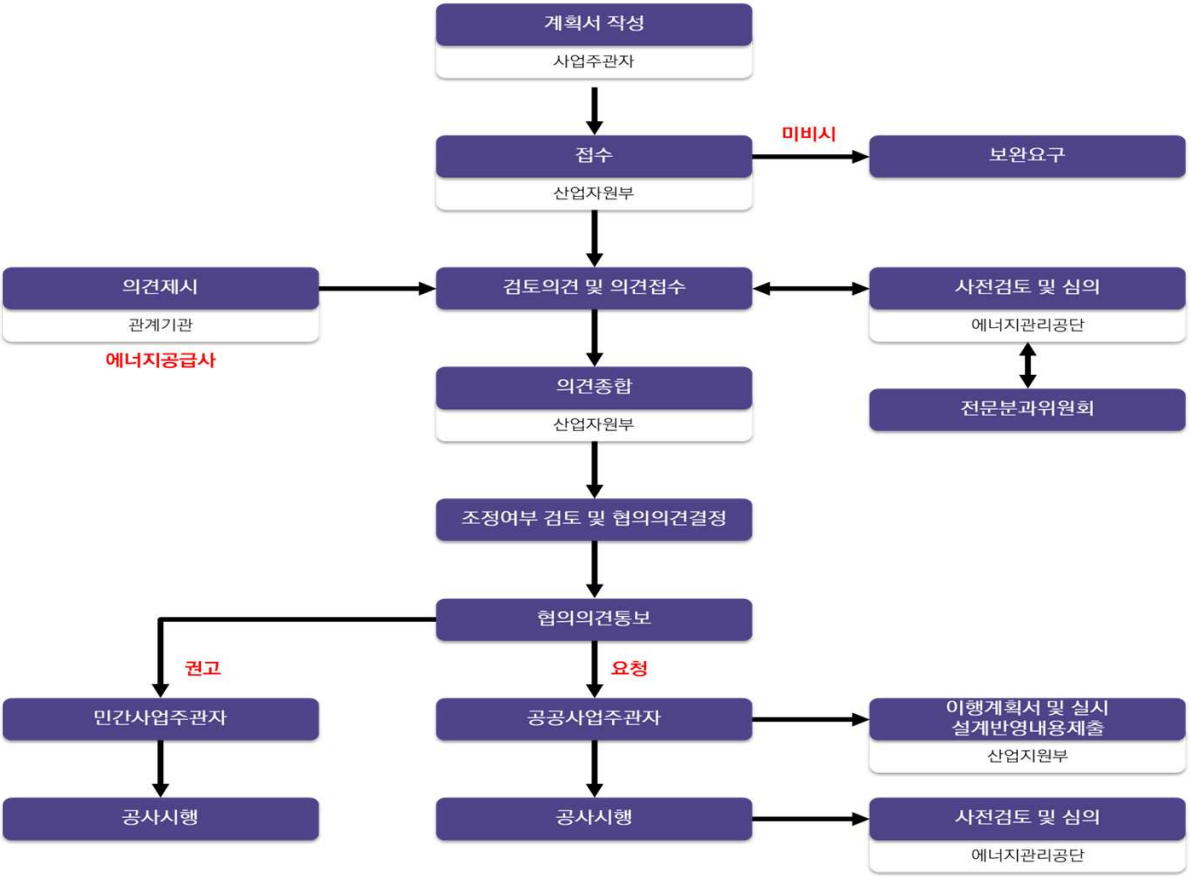 계획서 작성
사업주관자
접수
산업자원부
미비시
보완요구
의견제시
관계기관
에너지공급사
검토의견 및 의견접수
사전검토 및 심의
에너지관리공단
전문분과위원회
의견종합
산업자원부
조정여부 검토 및 협의의견결정
협의의견통보
권고
요청
민간사업주관자
공공사업주관자
이행계획서 및 실시
설계반영내용제출
산업지원부
공사시행
공사시행
사전검토 및 심의
에너지관리공단